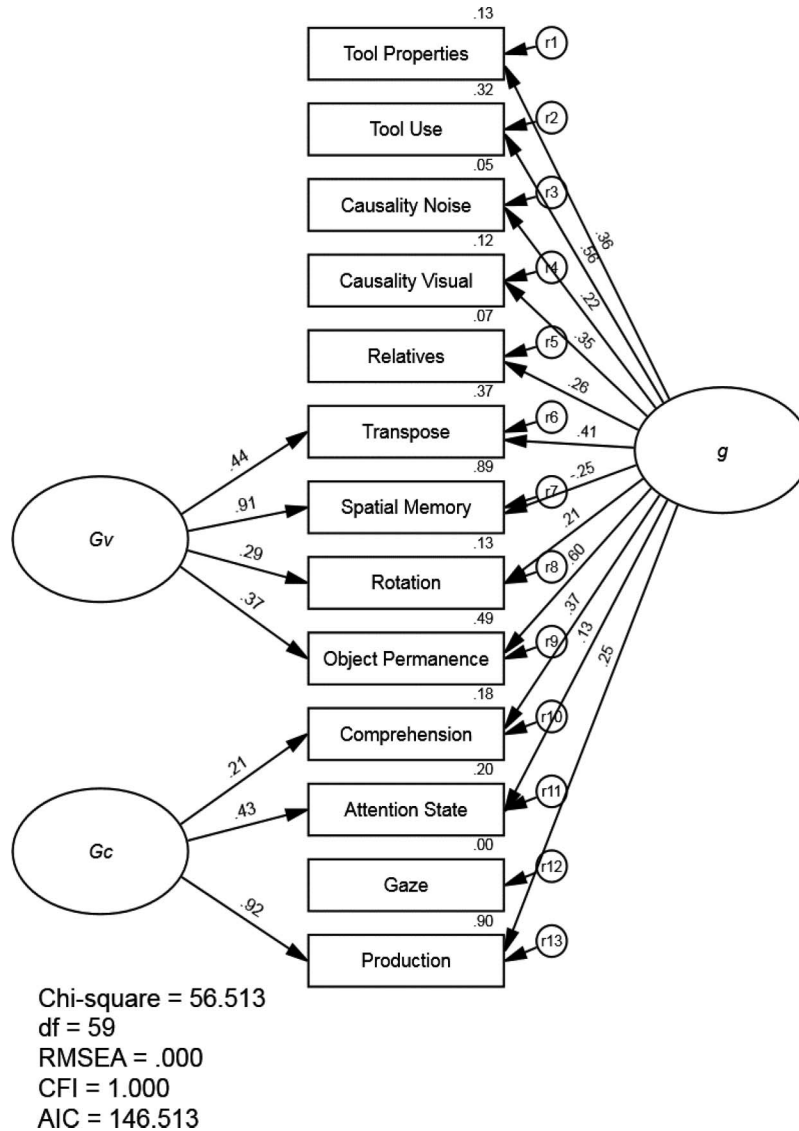 .13
Tool Properties
r1
.32
Tool Use
r2
.05
Causality Noise
r3
.12
Causality Visual
r4
.07
Relatives
r5
.37
Transpose
r6
.89
Spatial Memory
r7
.13
Rotation
r8
.49
Object Permanence
r9
.18
Comprehension
r10
.20
Attention State
r11
.00
Gaze
r12
.90
Production
r13
.36
.56
.22
.35
.26
.41
-.25
.21
.60
.37
.13
.25
g
Gv
.44
.91
.29
.37
Gc
.21
.43
.92
Chi-square = 56.513
df = 59
RMSEA = .000
CFI = 1.000
AIC = 146.513